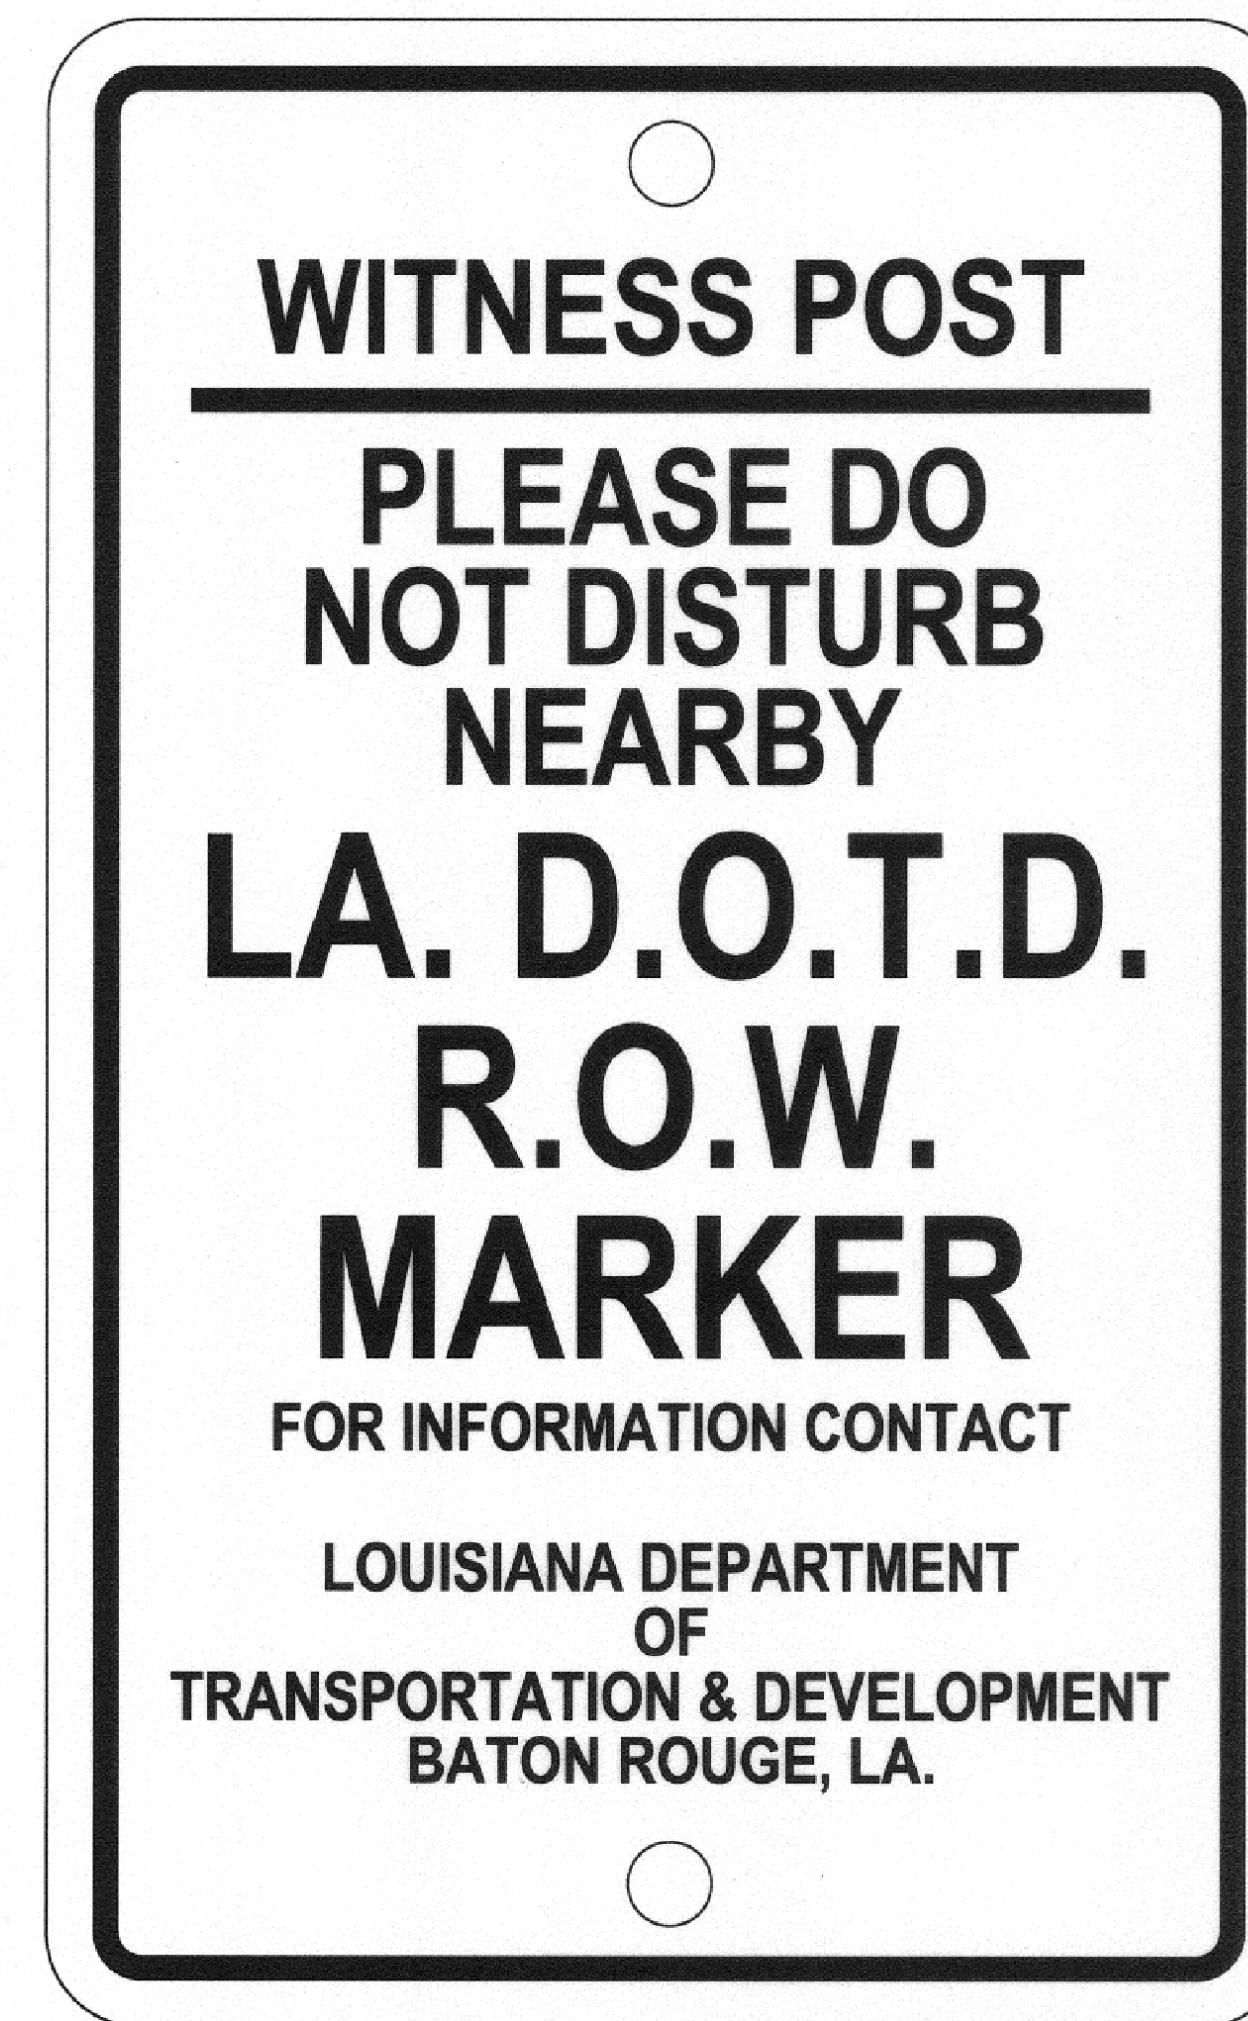 WITNESS POST
PLEASE DO
NOT DISTURB
NEARBY
LA. D.O.T.D.
R.O.W.
MARKER
FOR INFORMATION CONTACT
LOUISIANA DEPARTMENT
OF
TRANSPORTATION & DEVELOPMENT
BATON ROUGE, LA.